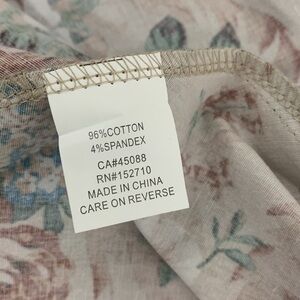 96%COTTON
4%SPANDEX
CA#45088
RN#152710
MADE IN CHINA
CARE ON REVERSE